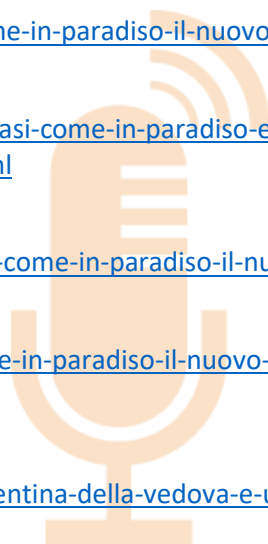 ne-in-paradiso-il-nuovo
asi-come-in-paradiso-e
nl
-come-in-paradiso-il-nu
e-in-paradiso-il-nuovo-
entina-della-vedova-e-u